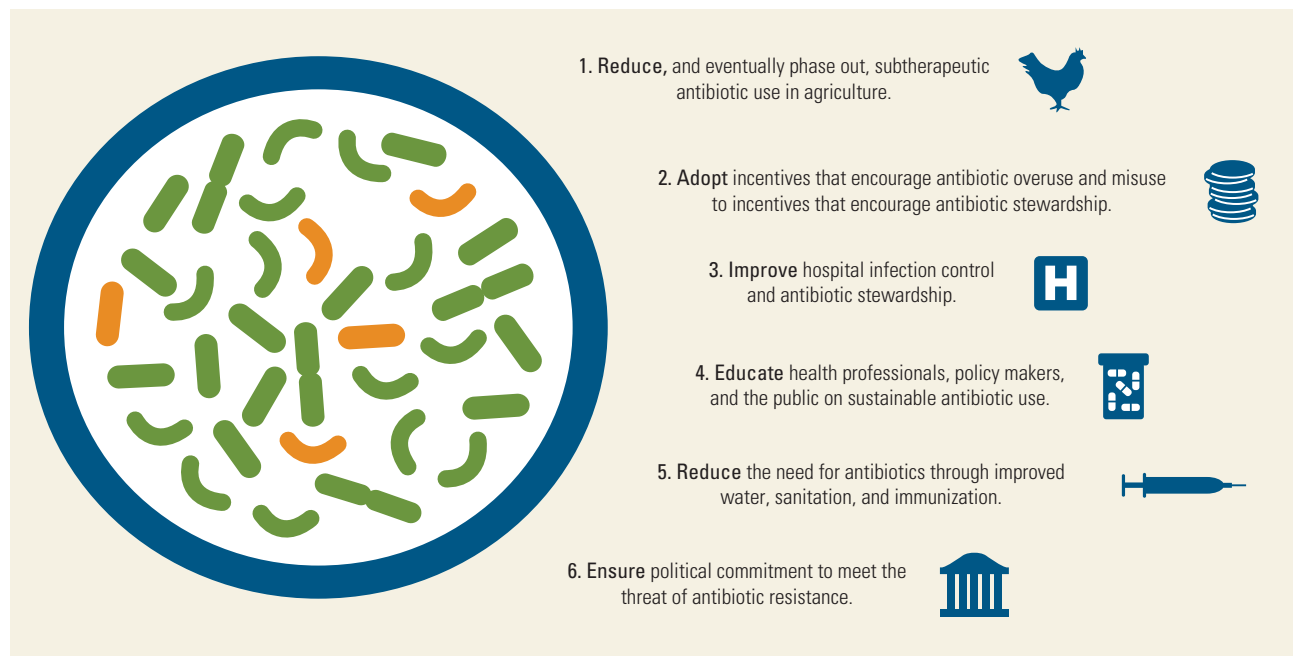 1. Reduce, and eventually phase out, subtherapeutic
antibiotic use in agriculture.
2. Adopt incentives that encourage antibiotic overuse and misuse
to incentives that encourage antibiotic stewardship.
3. Improve hospital infection control
and antibiotic stewardship.
H
4. Educate health professionals, policy makers,
and the public on sustainable antibiotic use.
5. Reduce the need for antibiotics through improved
water, sanitation, and immunization.
6. Ensure political commitment to meet the
threat of antibiotic resistance.